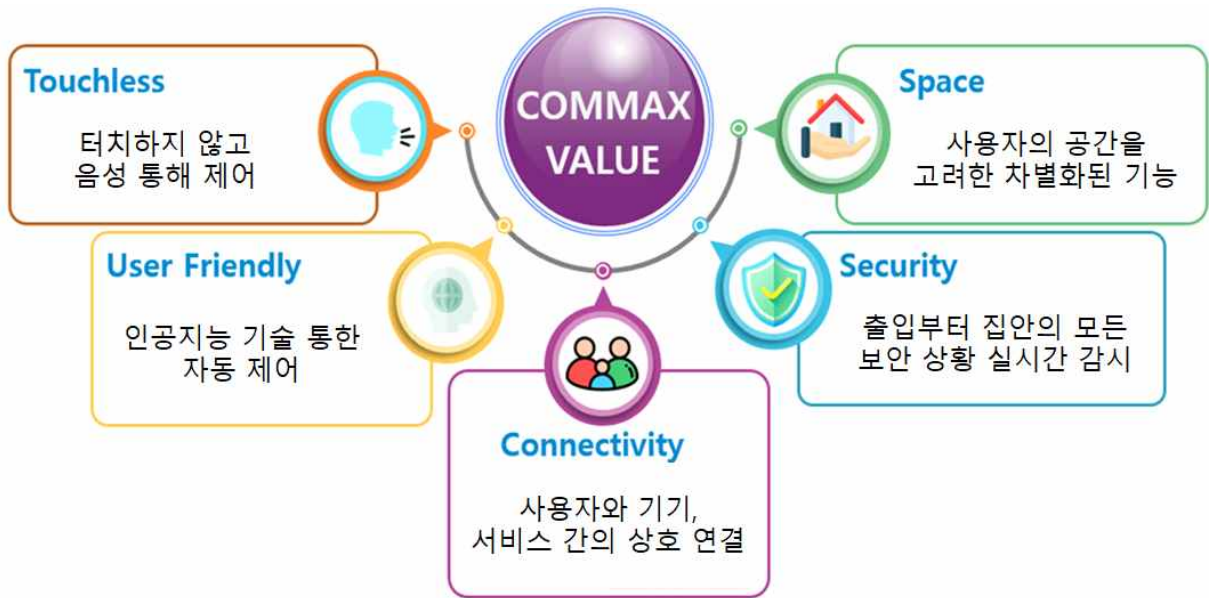 COMMAX
VALUE
Touchless
터치하지 않고
음성 통해 제어
User Friendly
인공지능 기술 통한
자동 제어
Connectivity
사용자와 기기,
서비스 간의 상호 연결
Security
출입부터 집안의 모든
보안 상황 실시간 감시
Space
사용자의 공간을
고려한 차별화된 기능